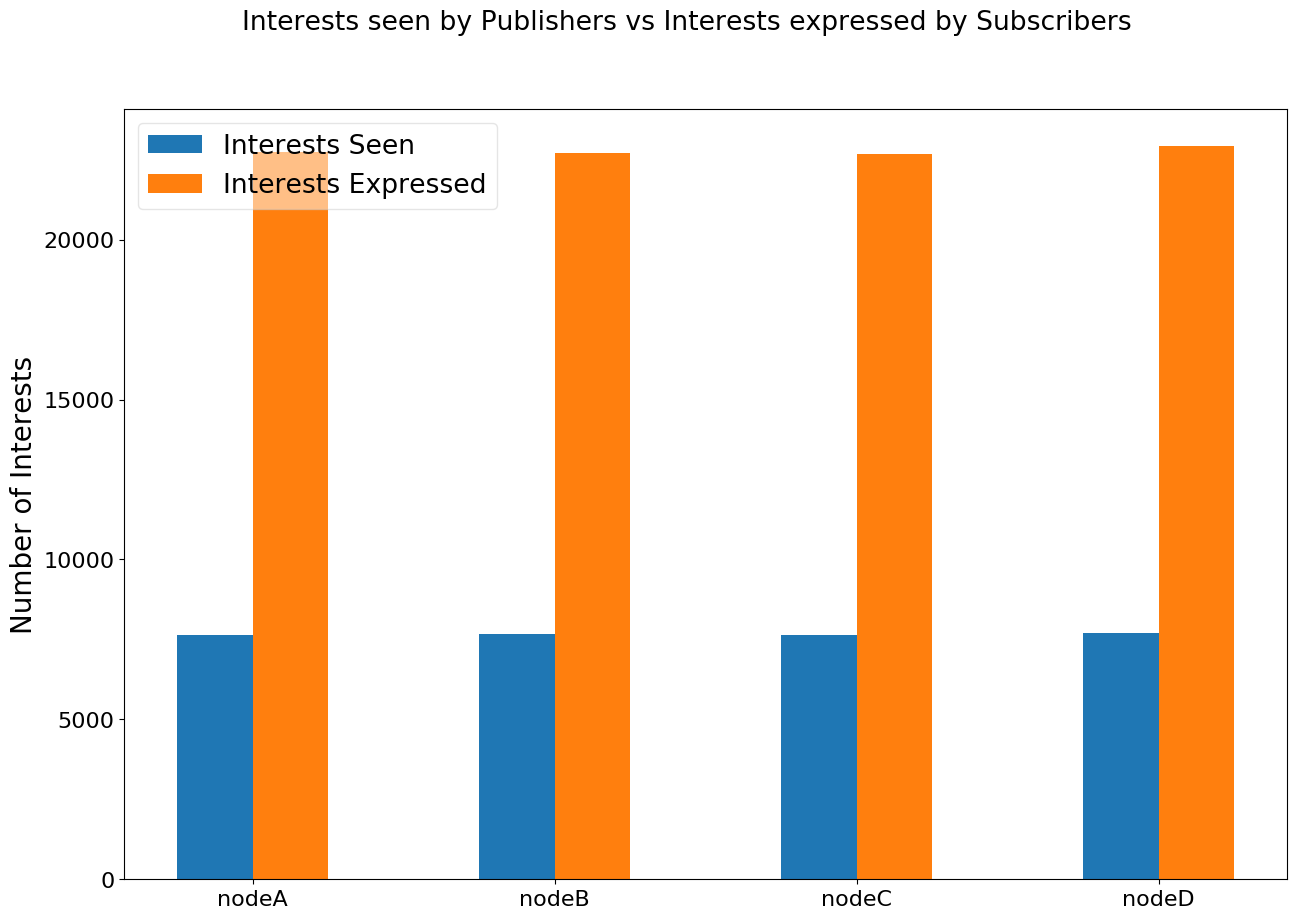 Interests seen by Publishers vs Interests expressed by Subscribers
Interests Seen
Interests Expressed
Number of Interests
20000
15000
10000
5000
0
nodeA nodeB nodeC nodeD